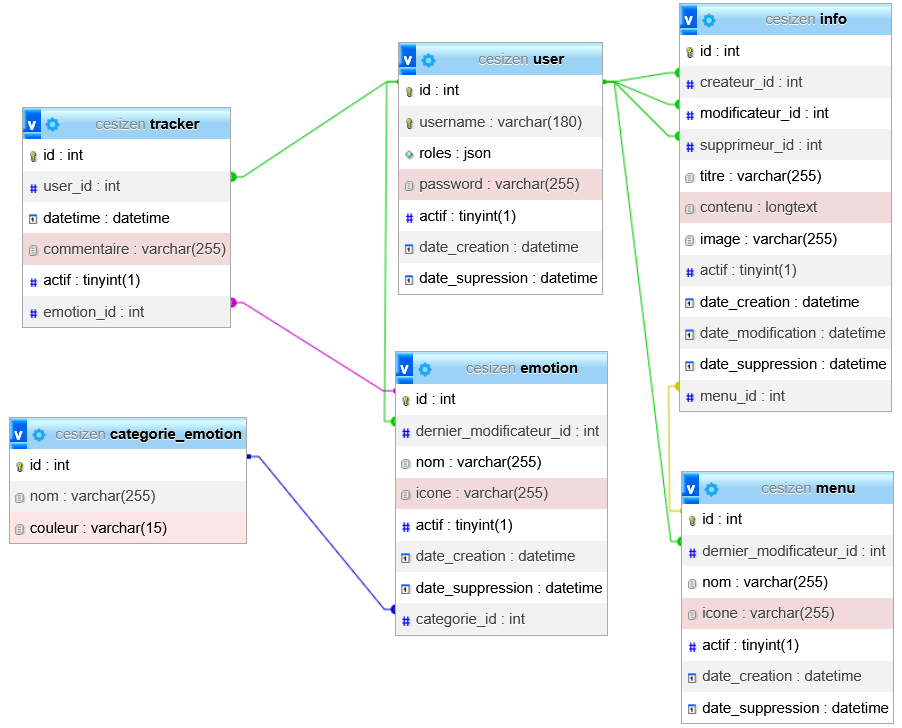 v cesizen tracker
id : int
user_id : int
datetime : datetime
commentaire : varchar(255)
actif : tinyint(1)
emotion_id : int
v cesizen categorie_emotion
id : int
nom : varchar(255)
couleur : varchar(15)
v cesizen user
id : int
username : varchar(180)
roles : json
password : varchar(255)
actif : tinyint(1)
date_creation : datetime
date_supression : datetime
v cesizen emotion
id : int
dernier_modificateur_id : int
nom : varchar(255)
icone : varchar(255)
actif : tinyint(1)
date_creation : datetime
date_suppression : datetime
categorie_id : int
v cesizen info
id : int
createur_id : int
modificateur_id : int
supprimeur_id : int
titre : varchar(255)
contenu : longtext
image : varchar(255)
actif : tinyint(1)
date_creation : datetime
date_modification : datetime
date_suppression : datetime
menu_id : int
v cesizen menu
id : int
dernier_modificateur_id : int
nom : varchar(255)
icone : varchar(255)
actif : tinyint(1)
date_creation : datetime
date_suppression : datetime